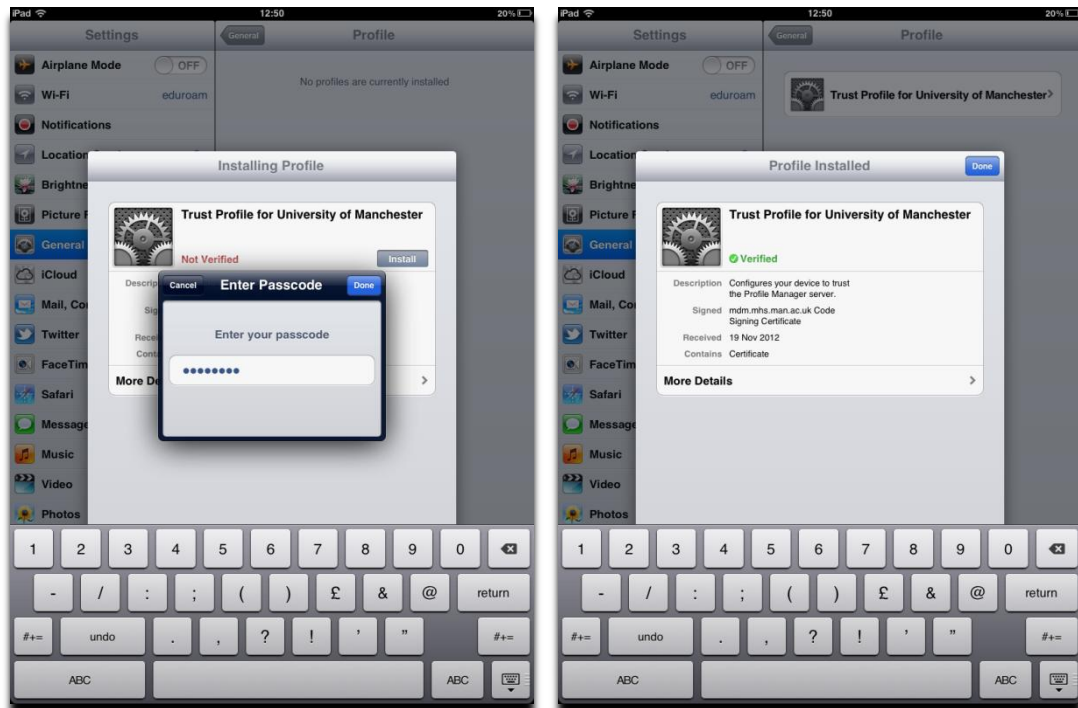 iPad 12:50 20%
Settings General Profile
Airplane Mode OFF
No profiles are currently installed
Wi-Fi eduroam
Notifications
Location
Installing Profile
Brightne
Picture F
Trust Profile for University of Manchester
General
Not Verified Install
iCloud
Descrip
Cancel Enter Passcode Done
Mail, Co
Sig
Twitter
Enter your passcode
Recei
FaceTim
Cont
••••••••
More De
Safari
Message
Music
Video
Photos
1 2 3 4 5 6 7 8 9 0
- / : ; ( ) £ & @ return
#+= undo . , ? ! ' " #+=
ABC ABC
iPad 12:50 20%
Settings General Profile
Airplane Mode OFF
Trust Profile for University of Manchester
Wi-Fi eduroam
Notifications
Location
Profile Installed Done
Brightne
Picture F
Trust Profile for University of Manchester
General
Verified
iCloud
Description Configures your device to trust
the Profile Manager server.
Mail, Co
Signed mdm.mhs.man.ac.uk Code
Signing Certificate
Twitter
Received 19 Nov 2012
Contains Certificate
FaceTim
More Details
Safari
Message
Music
Video
Photos
1 2 3 4 5 6 7 8 9 0
- / : ; ( ) £ & @ return
#+= undo . , ? ! ' " #+=
ABC ABC